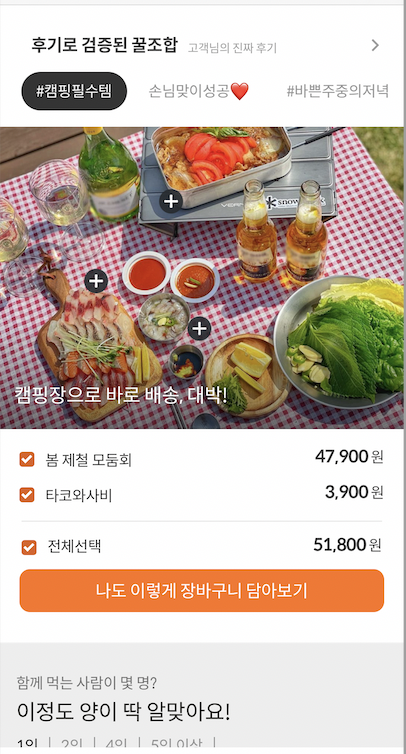 후기로 검증된 꿀조합 고객님의 진짜 후기
#캠핑필수템 손님맞이성공❤️ #바쁜주중의저녁
snow
캠핑장으로 바로 배송, 대박!
봄 제철 모둠회 47,900원
타코와사비 3,900원
전체선택 51,800원
나도 이렇게 장바구니 담아보기
함께 먹는 사람이 몇 명?
이정도 양이 딱 알맞아요!
1인 | 2인 | 4인 | 5인 이상 |